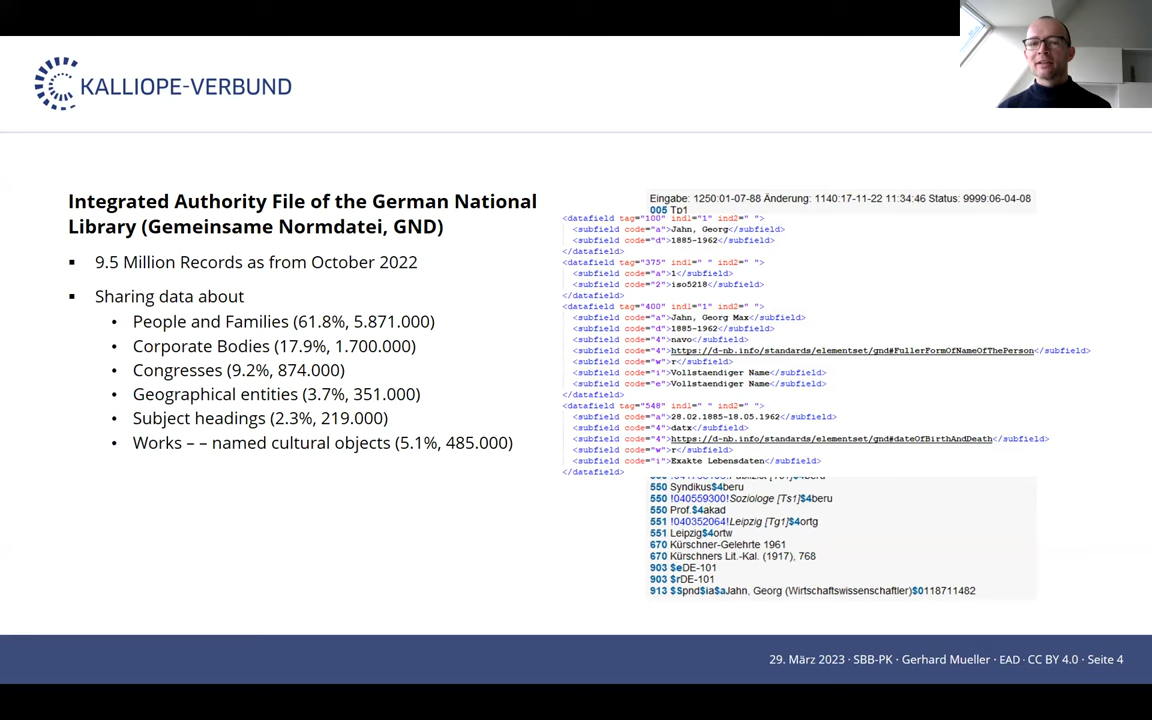 KALLIOPE-VERBUND
Integrated Authority File of the German National
Library (Gemeinsame Normdatei, GND)
▪ 9.5 Million Records as from October 2022
▪ Sharing data about
• People and Families (61.8%, 5.871.000)
• Corporate Bodies (17.9%, 1.700.000)
• Congresses (9.2%, 874.000)
• Geographical entities (3.7%, 351.000)
• Subject headings (2.3%, 219.000)
• Works – – named cultural objects (5.1%, 485.000)
Eingabe: 1250:01-07-88 Änderung: 1140:17-11-22 11:34:46 Status: 9999:06-04-08
005 Tp1
<datafield tag="100" ind1="1" ind2=" ">
<subfield code="a">Jahn, Georg</subfield>
<subfield code="d">1885-1962</subfield>
</datafield>
<datafield tag="375" ind1=" " ind2=" ">
<subfield code="a">1</subfield>
<subfield code="2">iso5218</subfield>
</datafield>
<datafield tag="400" ind1="1" ind2=" ">
<subfield code="a">Jahn, Georg Max</subfield>
<subfield code="d">1885-1962</subfield>
<subfield code="4">navo</subfield>
<subfield code="4">https://d-nb.info/standards/elementset/gnd#FullerFormOfNameOfThePerson</subfield>
<subfield code="w">r</subfield>
<subfield code="i">Vollstaendiger Name</subfield>
<subfield code="e">Vollstaendiger Name</subfield>
</datafield>
<datafield tag="548" ind1=" " ind2=" ">
<subfield code="a">28.02.1885-18.05.1962</subfield>
<subfield code="4">datx</subfield>
<subfield code="4">https://d-nb.info/standards/elementset/gnd#dateOfBirthAndDeath</subfield>
<subfield code="w">r</subfield>
<subfield code="i">Exakte Lebensdaten</subfield>
</datafield>
550 Syndikus$4beru
550 !040559300!Soziologe [Ts1]$4beru
550 Prof.$4akad
551 !040352064!Leipzig [Tg1]$4ortg
551 Leipzig$4ortw
670 Kürschner-Gelehrte 1961
670 Kürschners Lit.-Kal. (1917), 768
903 $eDE-101
903 $rDE-101
913 $Spnd$ia$aJahn, Georg (Wirtschaftswissenschaftler)$0118711482
29. März 2023 · SBB-PK · Gerhard Mueller · EAD · CC BY 4.0 · Seite 4